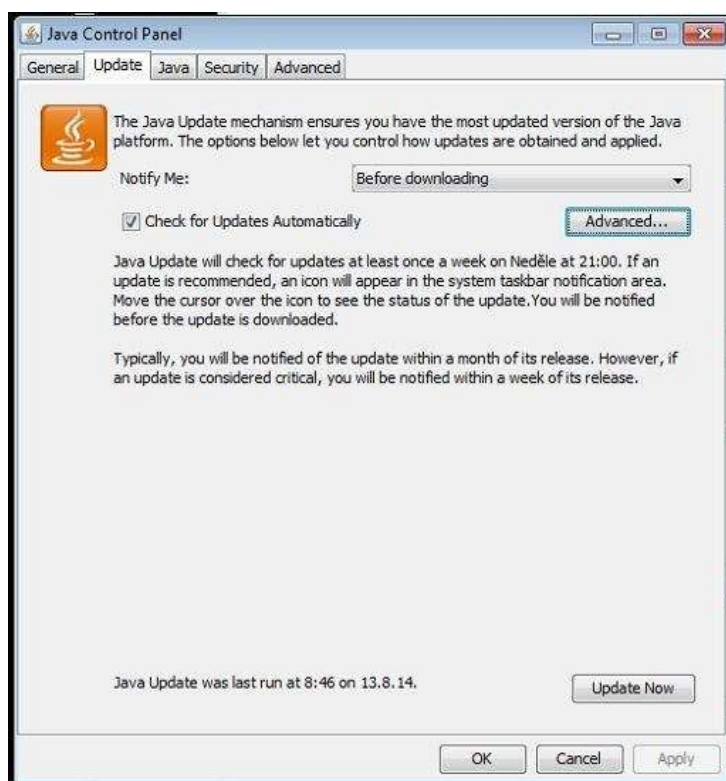 Java Control Panel
General Update Java Security Advanced
The Java Update mechanism ensures you have the most updated version of the Java
platform. The options below let you control how updates are obtained and applied.
Notify Me: Before downloading
Check for Updates Automatically Advanced...
Java Update will check for updates at least once a week on Neděle at 21:00. If an
update is recommended, an icon will appear in the system taskbar notification area.
Move the cursor over the icon to see the status of the update.You will be notified
before the update is downloaded.
Typically, you will be notified of the update within a month of its release. However, if
an update is considered critical, you will be notified within a week of its release.
Java Update was last run at 8:46 on 13.8.14. Update Now
OK Cancel Apply